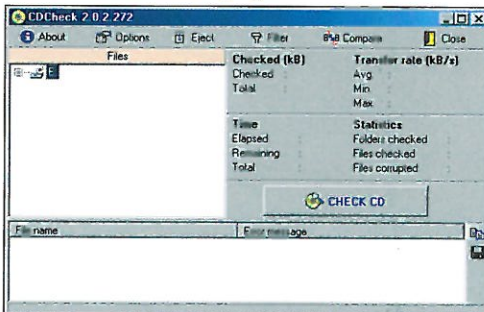 CDCheck 2.0.2.272
About Options Eject Filter Compare Close
Files
Checked (kB)
Checked :
Total :
Transfer rate (kB/s)
Avg :
Min :
Max :
Time
Elapsed :
Remaining :
Total :
Statistics
Folders checked :
Files checked :
Files corrupted :
CHECK CD
File name Error message